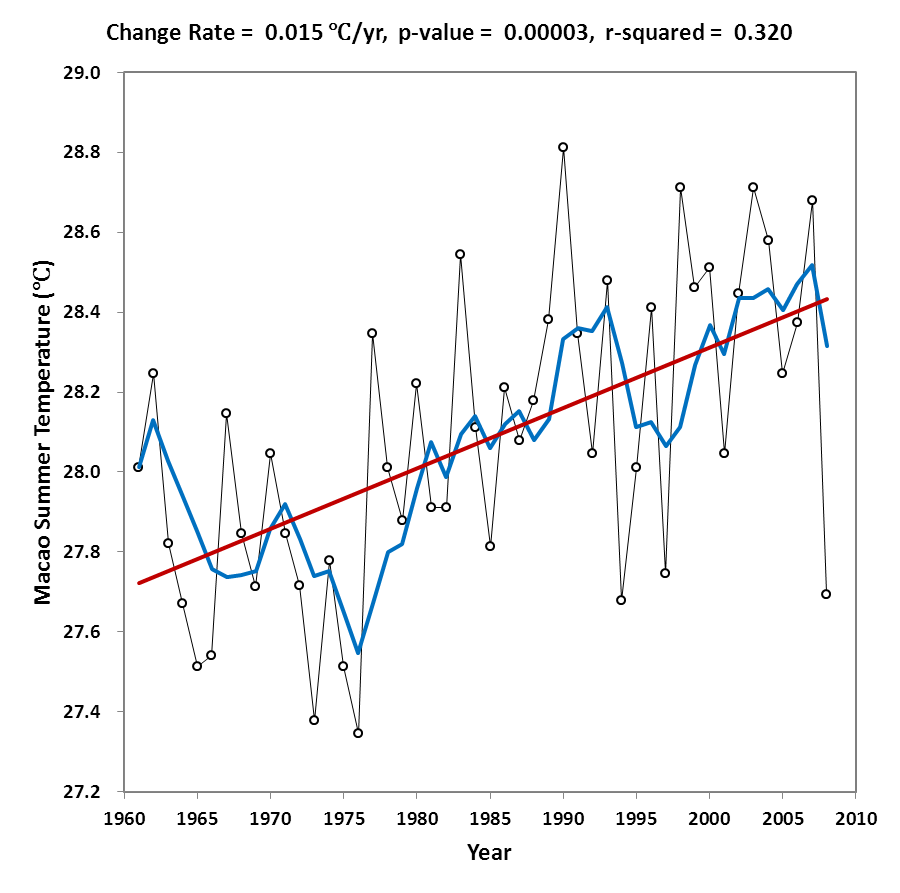 Change Rate = 0.015 ℃/yr, p-value = 0.00003, r-squared = 0.320
29.0
28.8
28.6
28.4
28.2
28.0
27.8
27.6
27.4
27.2
Macao Summer Temperature (℃)
1960 1965 1970 1975 1980 1985 1990 1995 2000 2005 2010
Year